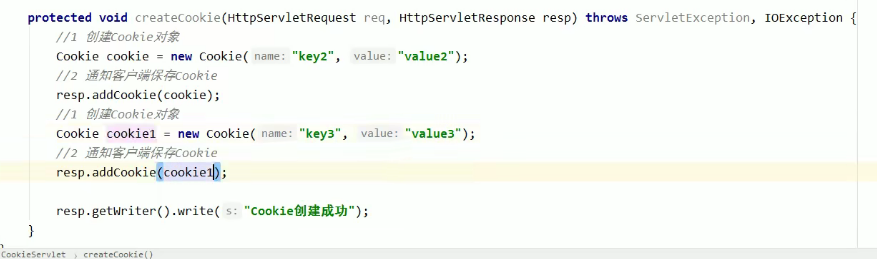 protected void createCookie(HttpServletRequest req, HttpServletResponse resp) throws ServletException, IOException {
//1 创建Cookie对象
Cookie cookie = new Cookie( name: "key2", value: "value2");
//2 通知客户端保存Cookie
resp.addCookie(cookie);
//1 创建Cookie对象
Cookie cookie1 = new Cookie( name: "key3", value: "value3");
//2 通知客户端保存Cookie
resp.addCookie(cookie1);
resp.getWriter().write( s: "Cookie创建成功");
}
CookieServlet › createCookie()